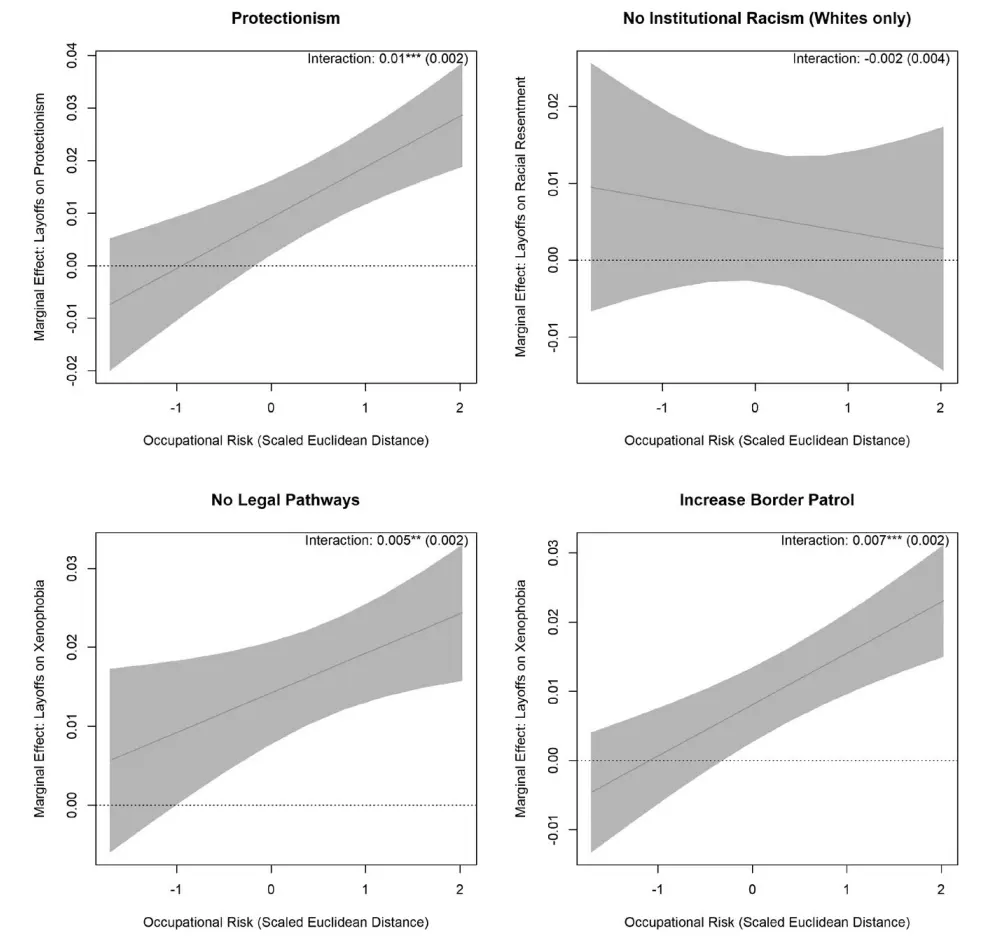 Protectionism
Interaction: 0.01*** (0.002)
Marginal Effect: Layoffs on Protectionism
0.04
0.03
0.02
0.01
0.00
-0.01
-0.02
-1
0
1
2
Occupational Risk (Scaled Euclidean Distance)
No Institutional Racism (Whites only)
Interaction: -0.002 (0.004)
Marginal Effect: Layoffs on Racial Resentment
0.02
0.01
0.00
-0.01
-1
0
1
2
Occupational Risk (Scaled Euclidean Distance)
No Legal Pathways
Interaction: 0.005** (0.002)
Marginal Effect: Layoffs on Xenophobia
0.03
0.02
0.01
0.00
-1
0
1
2
Occupational Risk (Scaled Euclidean Distance)
Increase Border Patrol
Interaction: 0.007*** (0.002)
Marginal Effect: Layoffs on Xenophobia
0.03
0.02
0.01
0.00
-0.01
-1
0
1
2
Occupational Risk (Scaled Euclidean Distance)